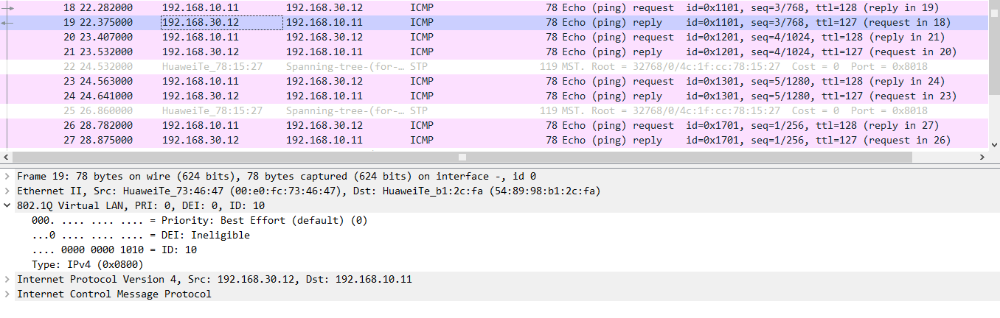 18 22.282000 192.168.10.11 192.168.30.12 ICMP 78 Echo (ping) request id=0x1101, seq=3/768, ttl=128 (reply in 19)
19 22.375000 192.168.30.12 192.168.10.11 ICMP 78 Echo (ping) reply id=0x1101, seq=3/768, ttl=127 (request in 18)
20 23.407000 192.168.10.11 192.168.30.12 ICMP 78 Echo (ping) request id=0x1201, seq=4/1024, ttl=128 (reply in 21)
21 23.532000 192.168.30.12 192.168.10.11 ICMP 78 Echo (ping) reply id=0x1201, seq=4/1024, ttl=127 (request in 20)
22 24.532000 HuaweiTe_78:15:27 Spanning-tree-(for-… STP 119 MST. Root = 32768/0/4c:1f:cc:78:15:27 Cost = 0 Port = 0x8018
23 24.563000 192.168.10.11 192.168.30.12 ICMP 78 Echo (ping) request id=0x1301, seq=5/1280, ttl=128 (reply in 24)
24 24.641000 192.168.30.12 192.168.10.11 ICMP 78 Echo (ping) reply id=0x1301, seq=5/1280, ttl=127 (request in 23)
25 26.860000 HuaweiTe_78:15:27 Spanning-tree-(for-… STP 119 MST. Root = 32768/0/4c:1f:cc:78:15:27 Cost = 0 Port = 0x8018
26 28.782000 192.168.10.11 192.168.30.12 ICMP 78 Echo (ping) request id=0x1701, seq=1/256, ttl=128 (reply in 27)
27 28.875000 192.168.30.12 192.168.10.11 ICMP 78 Echo (ping) reply id=0x1701, seq=1/256, ttl=127 (request in 26)
Frame 19: 78 bytes on wire (624 bits), 78 bytes captured (624 bits) on interface -, id 0
Ethernet II, Src: HuaweiTe_73:46:47 (00:e0:fc:73:46:47), Dst: HuaweiTe_b1:2c:fa (54:89:98:b1:2c:fa)
802.1Q Virtual LAN, PRI: 0, DEI: 0, ID: 10
000. .... .... .... = Priority: Best Effort (default) (0)
...0 .... .... .... = DEI: Ineligible
.... 0000 0000 1010 = ID: 10
Type: IPv4 (0x0800)
Internet Protocol Version 4, Src: 192.168.30.12, Dst: 192.168.10.11
Internet Control Message Protocol